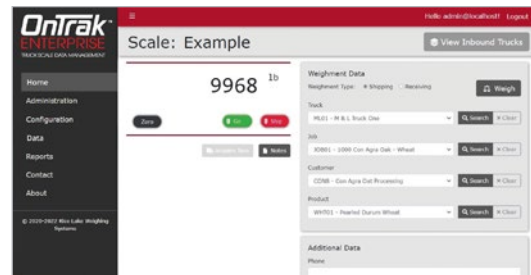 OnTrak
ENTERPRISE
TRUCK SCALE DATA MANAGEMENT
Home
Administration
Configuration
Data
Reports
Contact
About
© 2020-2022 Rice Lake Weighing
Systems
Hello admin@localhost! Logout
Scale: Example
View Inbound Trucks
9968 lb
Zero
Go
Stop
Notes
Weighment Data
Weighment Type: Shipping Receiving
Weigh
Truck
ML01 - M & L Truck One
Search
Clear
Job
JOB01 - 1000 Con Agra Oak - Wheat
Search
Clear
Customer
CON8 - Con Agra Oat Processing
Search
Clear
Product
WHT01 - Pearled Durum Wheat
Search
Clear
Additional Data
Phone